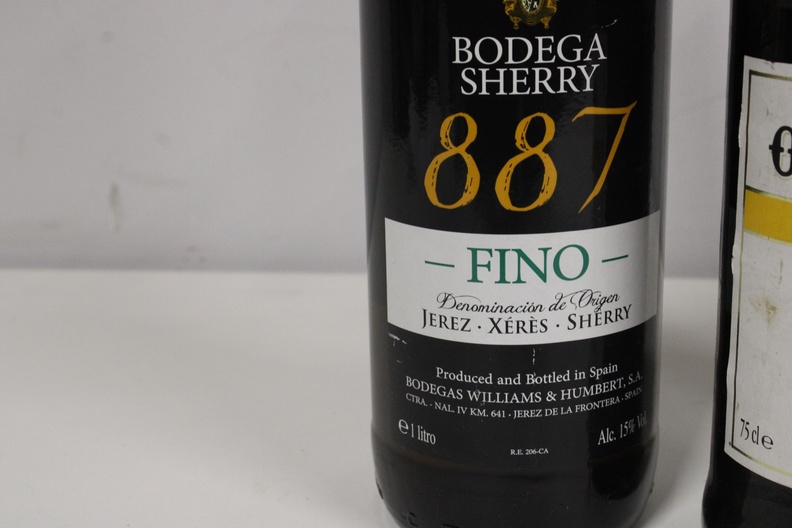 BODEGA
SHERRY
887
– FINO –
Denominación de Origen
JEREZ · XÉRÈS · SHERRY
Produced and Bottled in Spain
BODEGAS WILLIAMS & HUMBERT, S.A.
CTRA. - NAL. IV KM. 641 - JEREZ DE LA FRONTERA - SPAIN
℮ 1 litro
Alc. 15% Vol.
R.E. 206-CA
75 cl ℮